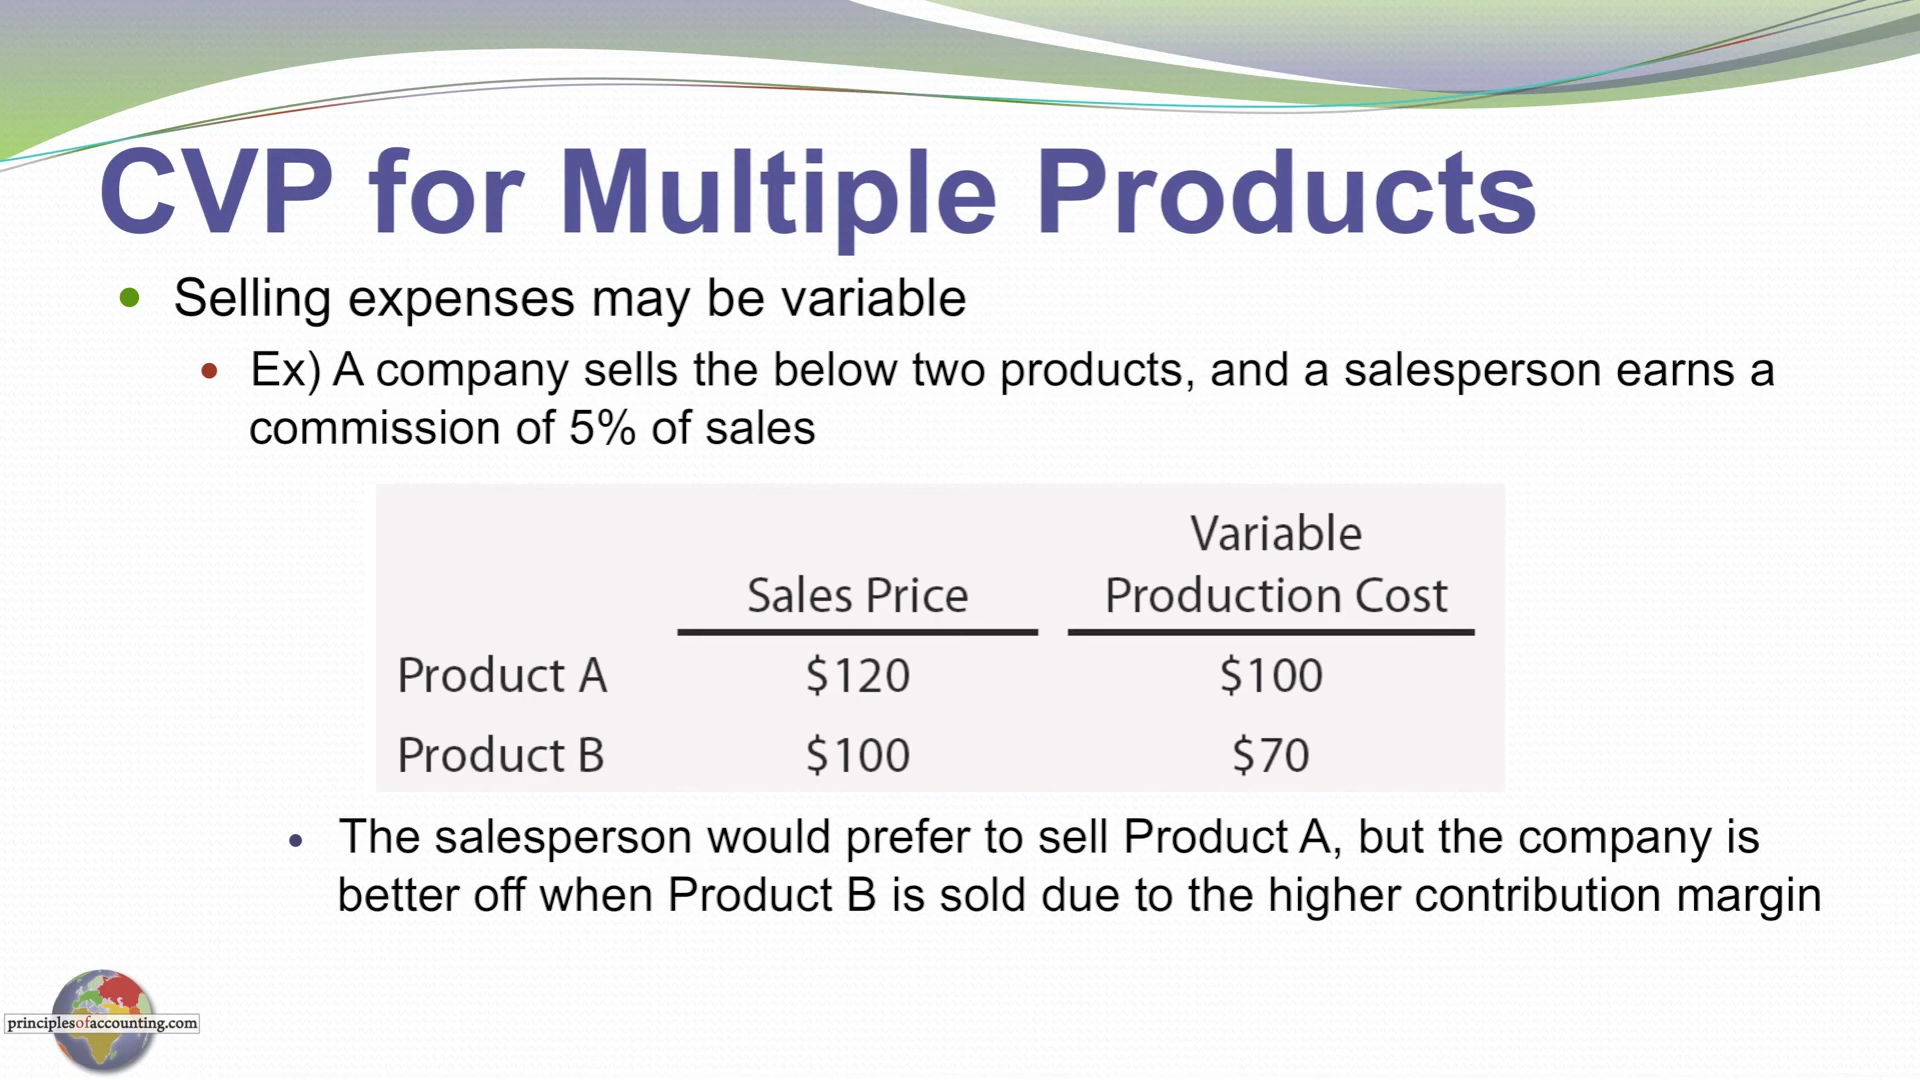 CVP for Multiple Products
• Selling expenses may be variable
• Ex) A company sells the below two products, and a salesperson earns a
commission of 5% of sales
Variable
Sales Price Production Cost
Product A $120 $100
Product B $100 $70
• The salesperson would prefer to sell Product A, but the company is
better off when Product B is sold due to the higher contribution margin
principlesofaccounting.com